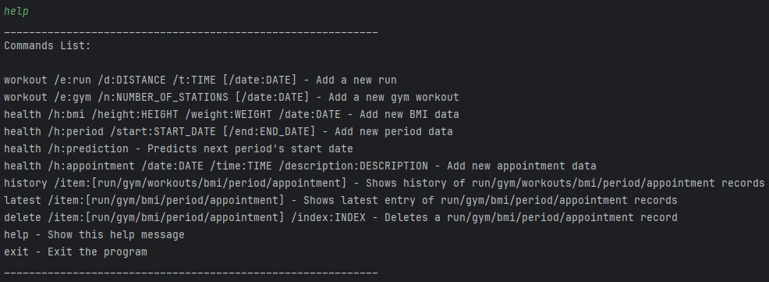 help
____________________________________________________________
Commands List:
workout /e:run /d:DISTANCE /t:TIME [/date:DATE] - Add a new run
workout /e:gym /n:NUMBER_OF_STATIONS [/date:DATE] - Add a new gym workout
health /h:bmi /height:HEIGHT /weight:WEIGHT /date:DATE - Add new BMI data
health /h:period /start:START_DATE [/end:END_DATE] - Add new period data
health /h:prediction - Predicts next period's start date
health /h:appointment /date:DATE /time:TIME /description:DESCRIPTION - Add new appointment data
history /item:[run/gym/workouts/bmi/period/appointment] - Shows history of run/gym/workouts/bmi/period/appointment records
latest /item:[run/gym/bmi/period/appointment] - Shows latest entry of run/gym/bmi/period/appointment records
delete /item:[run/gym/bmi/period/appointment] /index:INDEX - Deletes a run/gym/bmi/period/appointment record
help - Show this help message
exit - Exit the program
____________________________________________________________